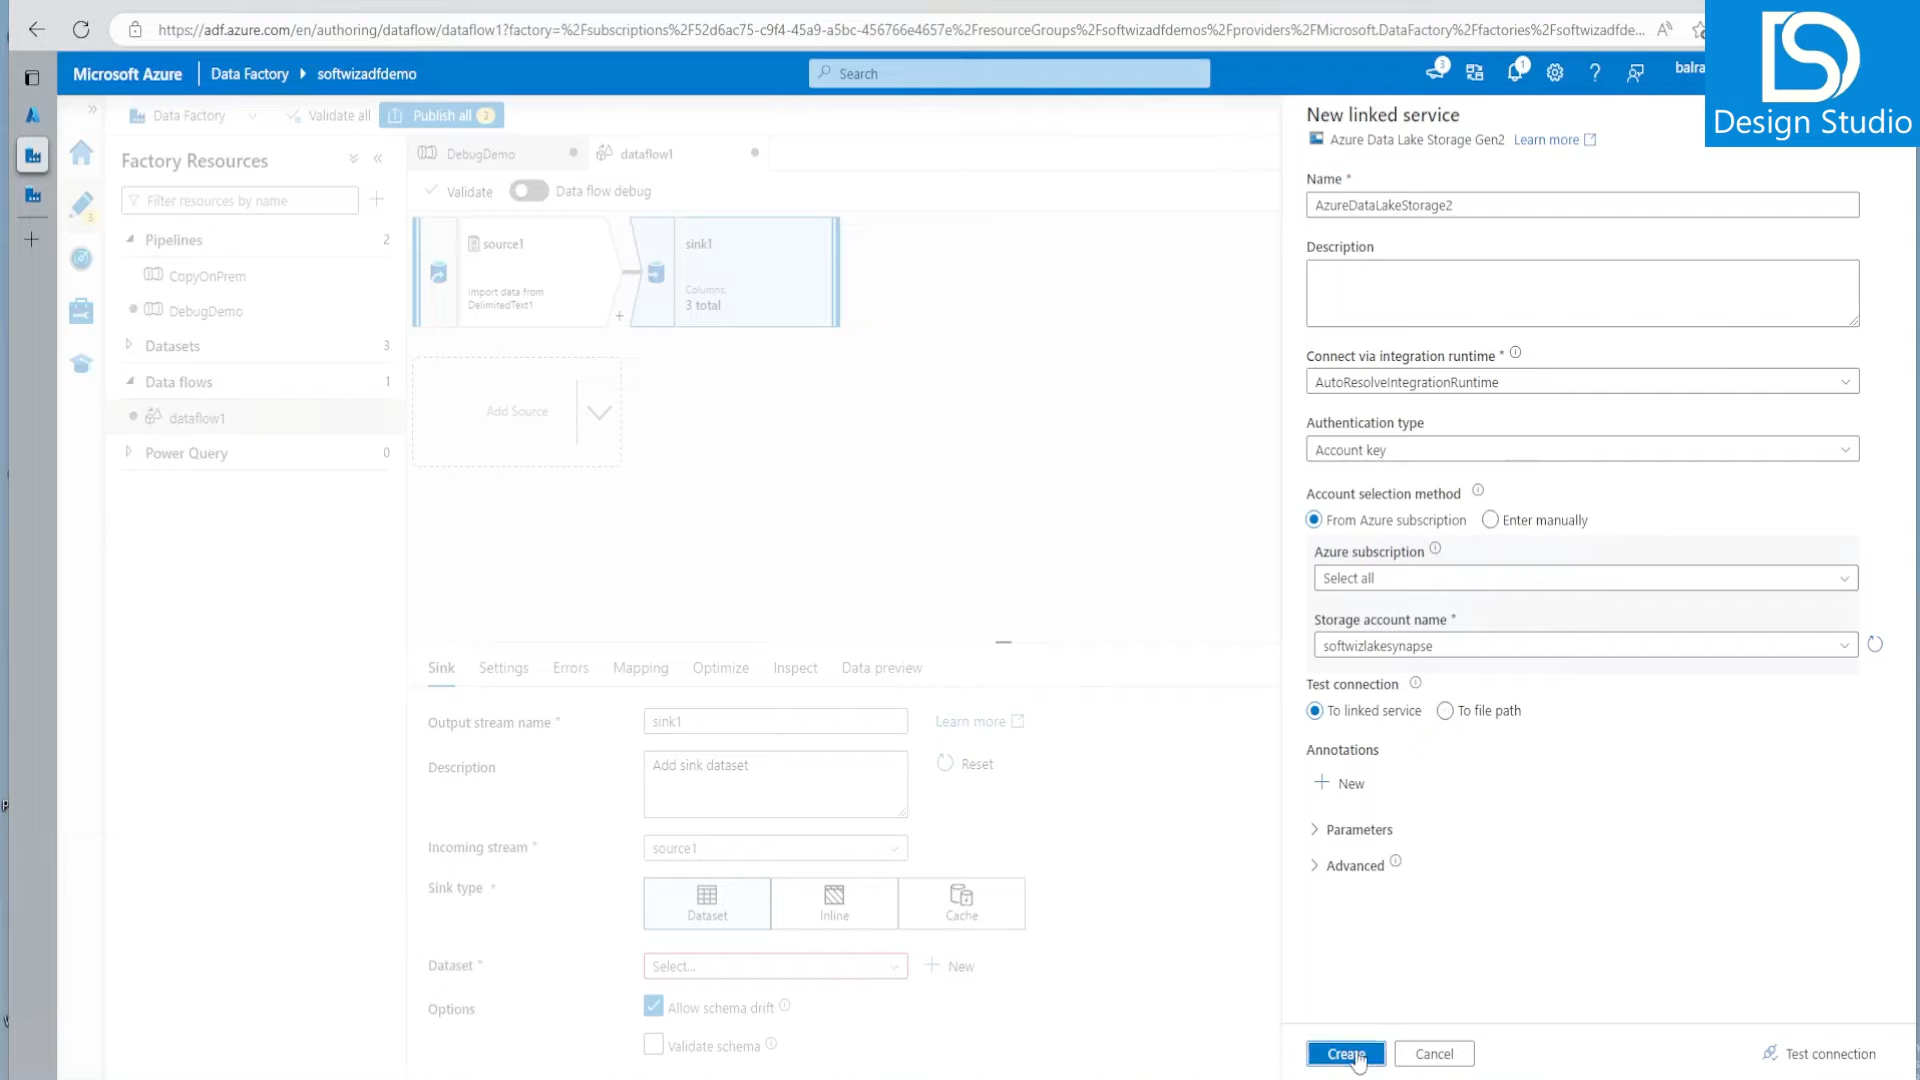 https://adf.azure.com/en/authoring/dataflow/dataflow1?factory=%2Fsubscriptions%2F52d6ac75-c9f4-45a9-a5bc-456766e4657e%2FresourceGroups%2Fsoftwizadfdemos%2Fproviders%2FMicrosoft.DataFactory%2Ffactories%2Fsoftwizadfde...
Microsoft Azure
Data Factory
softwizadfdemo
Search
3
1
balra
Design Studio
Data Factory
Validate all
Publish all 3
Factory Resources
Filter resources by name
Pipelines 2
CopyOnPrem
DebugDemo
Datasets 3
Data flows 1
dataflow1
Power Query 0
3
DebugDemo
dataflow1
Validate
Data flow debug
source1
Import data from
DelimitedText1
sink1
Columns:
3 total
+
Add Source
Sink Settings Errors Mapping Optimize Inspect Data preview
Output stream name *
sink1
Learn more
Description
Add sink dataset
Reset
Incoming stream *
source1
Sink type *
Dataset
Inline
Cache
Dataset *
Select...
New
Options
Allow schema drift
Validate schema
New linked service
Azure Data Lake Storage Gen2 Learn more
Name *
AzureDataLakeStorage2
Description
Connect via integration runtime *
AutoResolveIntegrationRuntime
Authentication type
Account key
Account selection method
From Azure subscription
Enter manually
Azure subscription
Select all
Storage account name *
softwizlakesynapse
Test connection
To linked service
To file path
Annotations
New
Parameters
Advanced
Create
Cancel
Test connection